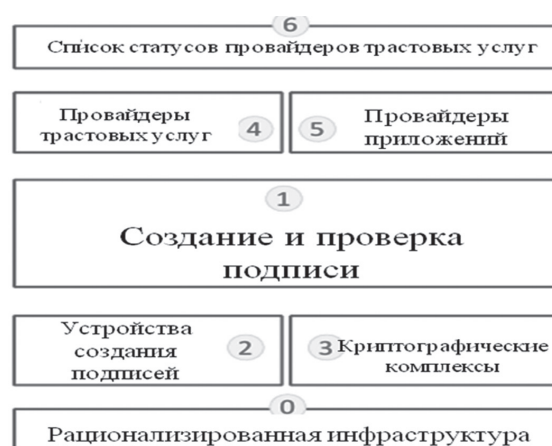 6
Список статусов провайдеров трастовых услуг
Провайдеры
трастовых услуг
4
5
Провайдеры
приложений
1
Создание и проверка
подписи
Устройства
создания
подписей
2
3
Криптографические
комплексы
0
Рационализированная инфраструктура